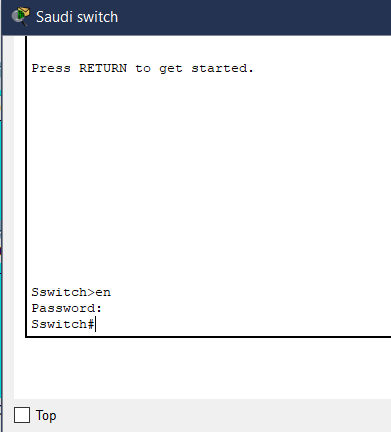 Saudi switch
Press RETURN to get started.
Sswitch>en
Password:
Sswitch#
Top